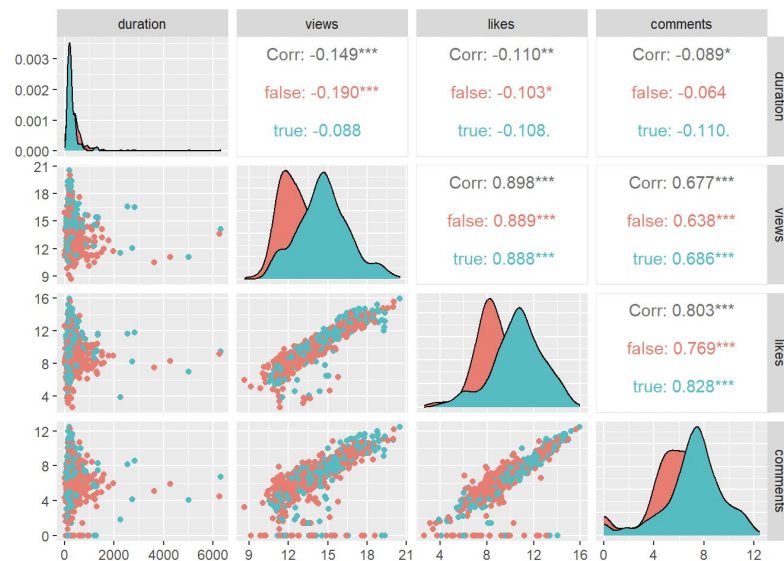 duration views likes comments
0.003
0.002
0.001
0.000
Corr: -0.149***
false: -0.190***
true: -0.088
Corr: -0.110**
false: -0.103*
true: -0.108.
Corr: -0.089*
false: -0.064
true: -0.110.
duration
21
18
15
12
9
Corr: 0.898***
false: 0.889***
true: 0.888***
Corr: 0.677***
false: 0.638***
true: 0.686***
views
16
12
8
4
Corr: 0.803***
false: 0.769***
true: 0.828***
likes
12
8
4
0
comments
0 2000 4000 6000
9 12 15 18 21
4 8 12 16
0 4 8 12